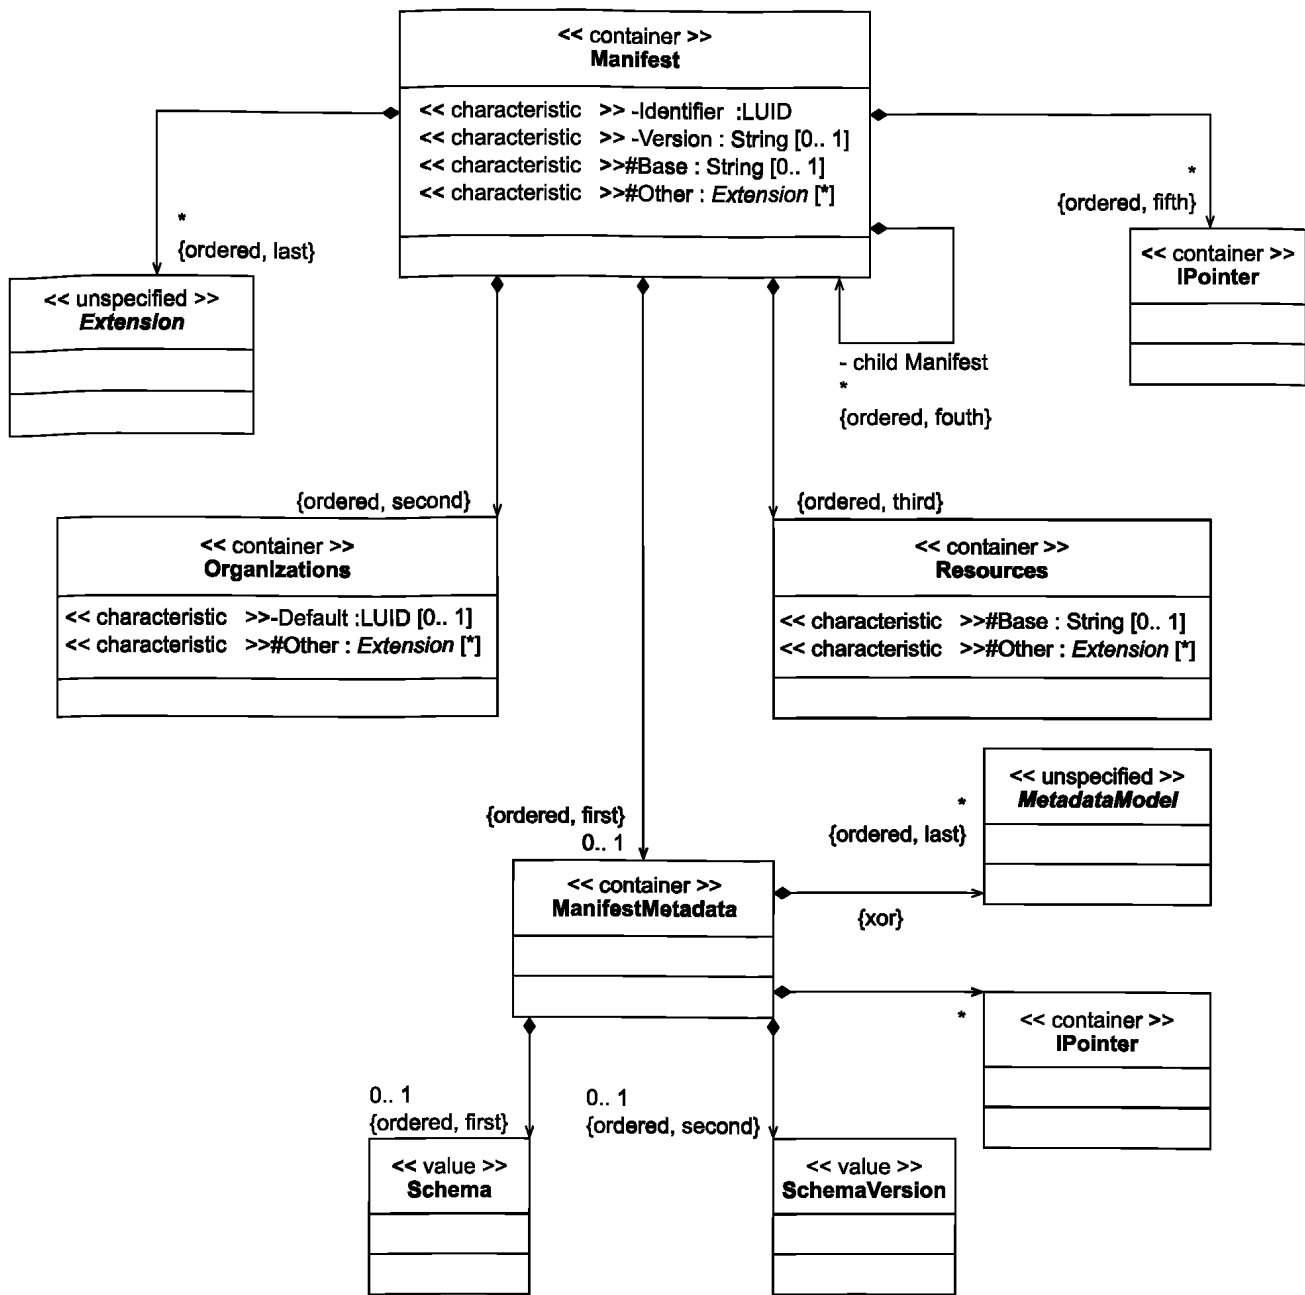 << container >>
Manifest
<< characteristic >> -Identifier :LUID
<< characteristic >> -Version : String [0.. 1]
<< characteristic >>#Base : String [0.. 1]
<< characteristic >>#Other : Extension [*]
*
{ordered, last}
*
{ordered, fifth}
<< unspecified >>
Extension
<< container >>
IPointer
- child Manifest
*
{ordered, fouth}
{ordered, second}
{ordered, third}
<< container >>
Organizations
<< characteristic >>-Default :LUID [0.. 1]
<< characteristic >>#Other : Extension [*]
<< container >>
Resources
<< characteristic >>#Base : String [0.. 1]
<< characteristic >>#Other : Extension [*]
{ordered, first}
0.. 1
*
{ordered, last}
<< unspecified >>
MetadataModel
<< container >>
ManifestMetadata
{xor}
*
<< container >>
IPointer
0.. 1
{ordered, first}
0.. 1
{ordered, second}
<< value >>
Schema
<< value >>
SchemaVersion